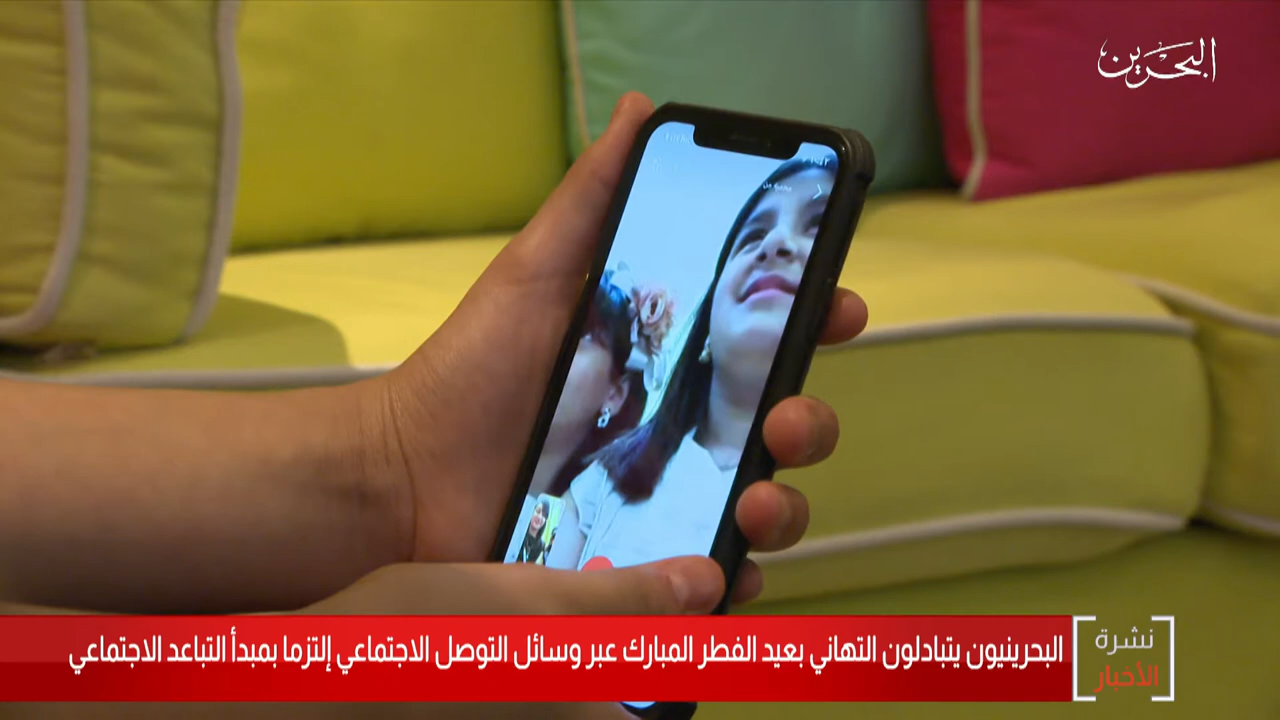 البحرين
البحرينيون يتبادلون التهاني بعيد الفطر المبارك عبر وسائل التوصل الاجتماعي إلتزما بمبدأ التباعد الاجتماعي
نشرة
الأخبار